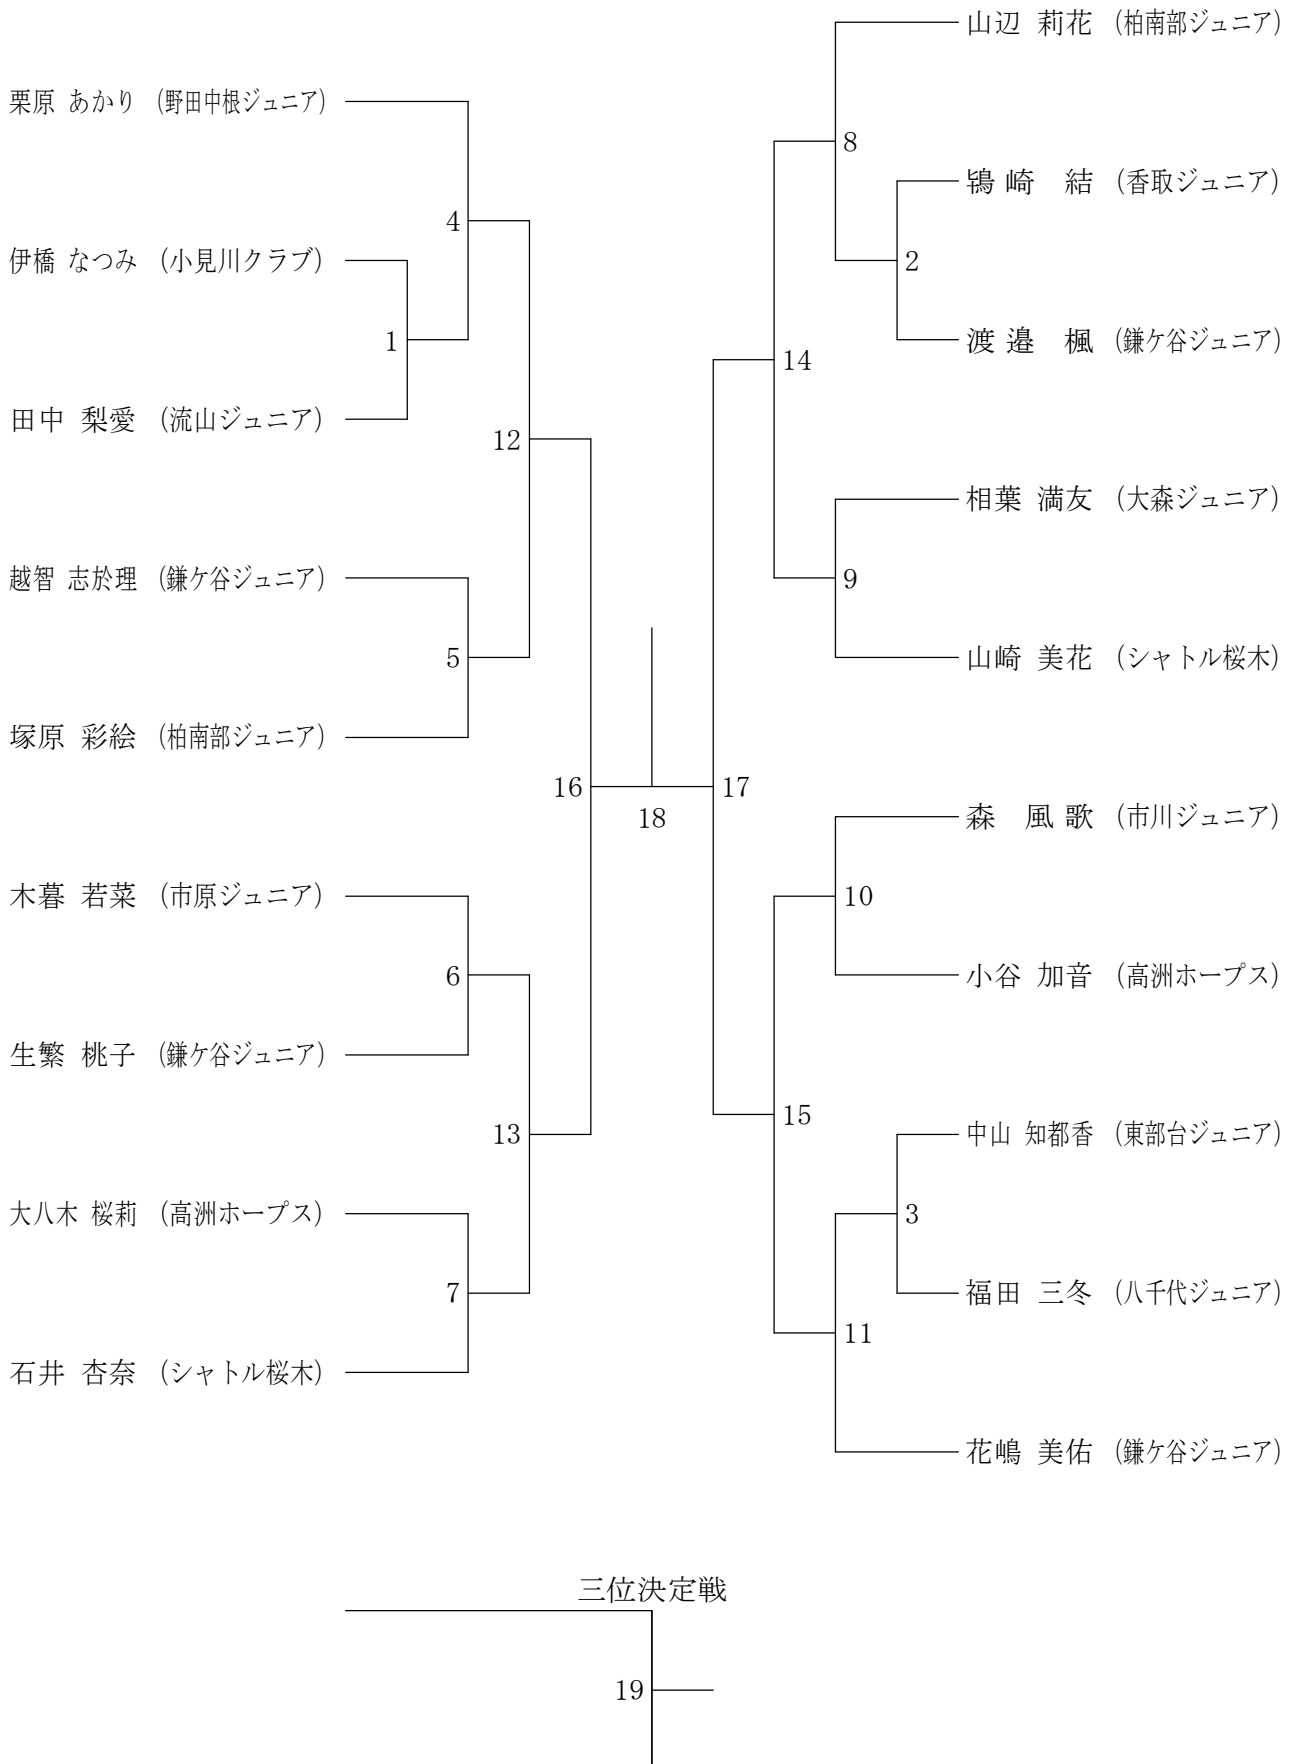 栗原 あかり (野田中根ジュニア)
4
伊橋 なつみ (小見川クラブ)
1
田中 梨愛 (流山ジュニア)
12
越智 志於理 (鎌ケ谷ジュニア)
5
塚原 彩絵 (柏南部ジュニア)
16
木暮 若菜 (市原ジュニア)
6
生繁 桃子 (鎌ケ谷ジュニア)
13
大八木 桜莉 (高洲ホープス)
7
石井 杏奈 (シャトル桜木)
18
山辺 莉花 (柏南部ジュニア)
8
鴇崎 結 (香取ジュニア)
2
渡邉 楓 (鎌ケ谷ジュニア)
14
相葉 満友 (大森ジュニア)
9
山崎 美花 (シャトル桜木)
17
森 風歌 (市川ジュニア)
10
小谷 加音 (高洲ホープス)
15
中山 知都香 (東部台ジュニア)
3
福田 三冬 (八千代ジュニア)
11
花嶋 美佑 (鎌ケ谷ジュニア)
三位決定戦
19